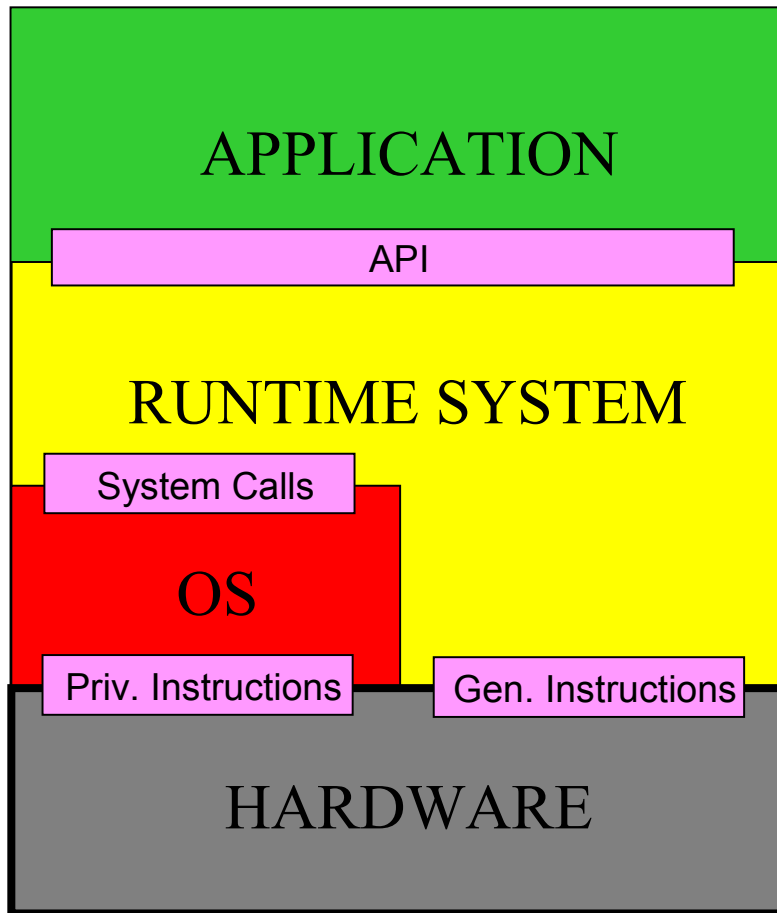 APPLICATION
API
RUNTIME SYSTEM
System Calls
OS
Priv. Instructions
Gen. Instructions
HARDWARE